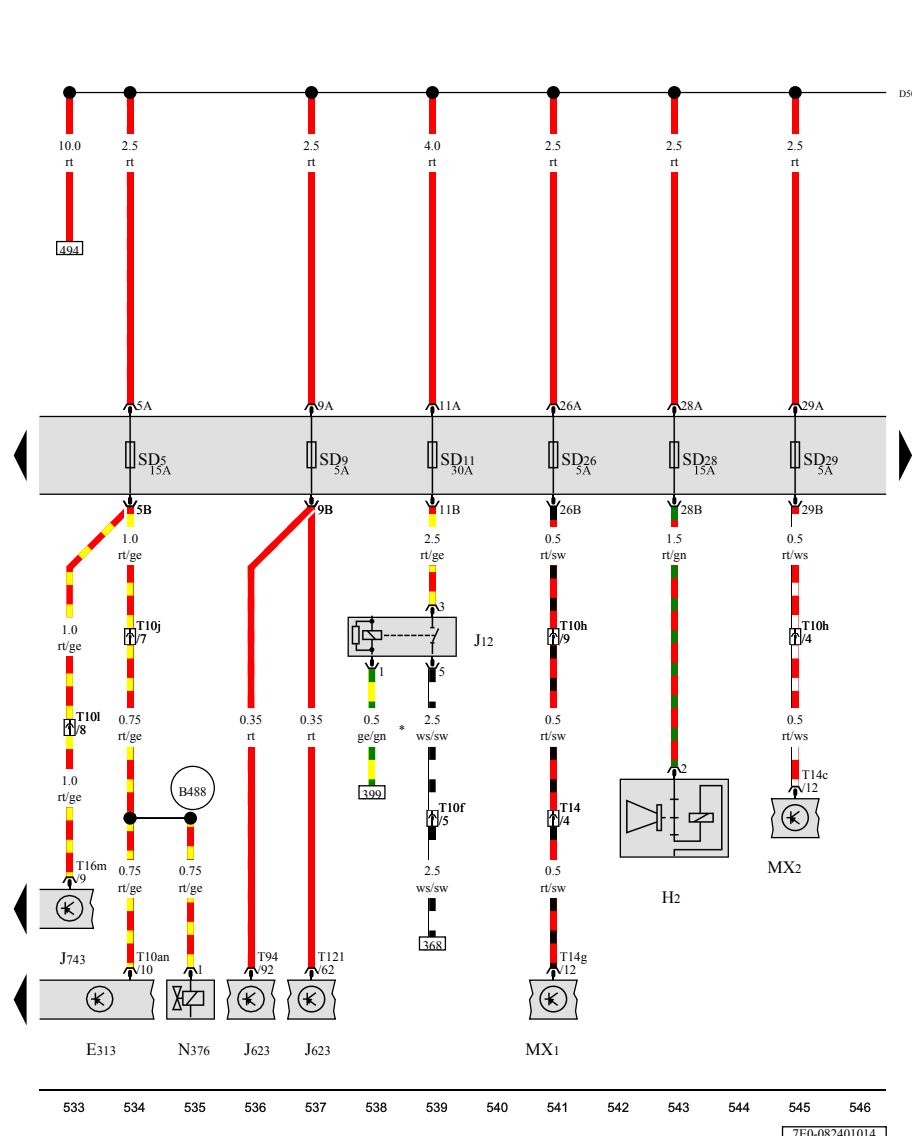 D50
10.0 2.5 2.5 4.0 2.5 2.5 2.5
rt rt rt rt rt rt rt
494
5A 9A 11A 26A 28A 29A
SD5 SD9 SD11 SD26 SD28 SD29
15A 5A 30A 5A 15A 5A
5B 9B 11B 26B 28B 29B
1.0 2.5 0.5 1.5 0.5
rt/ge rt/ge rt/sw rt/gn rt/ws
3
1.0 T10j T10h T10h
rt/ge /7 J12 /9 /4
1 5
T10l 0.75 0.35 0.35 0.5 * 2.5 0.5 0.5
/8 rt/ge rt rt ge/gn ws/sw rt/sw rt/ws
1.0 B488 399 2 T14c
rt/ge /12
T10f T14
/5 /4
T16m 0.75 0.75 2.5 0.5 MX2
/9 rt/ge rt/ge ws/sw rt/sw H2
368
J743 T10an 1 T94 T121 T14g
/10 /92 /62 /12
E313 N376 J623 J623 MX1
533 534 535 536 537 538 539 540 541 542 543 544 545 546
7E0-082401014